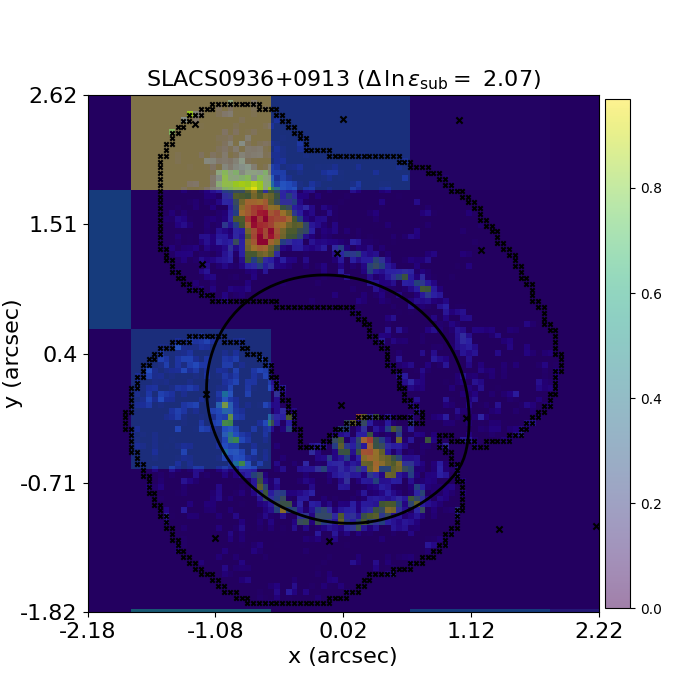 SLACS0936+0913 (Δ ln ε_sub = 2.07)
2.62
1.51
0.4
-0.71
-1.82
y (arcsec)
-2.18 -1.08 0.02 1.12 2.22
x (arcsec)
0.8
0.6
0.4
0.2
0.0